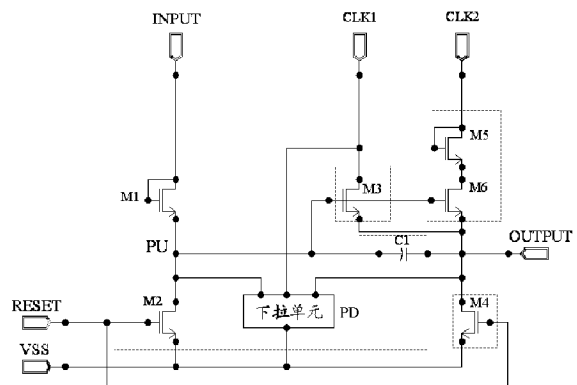 INPUT
CLK1
CLK2
M5
M1
M3
M6
PU
C1
OUTPUT
RESET
M2
下拉单元
PD
M4
VSS